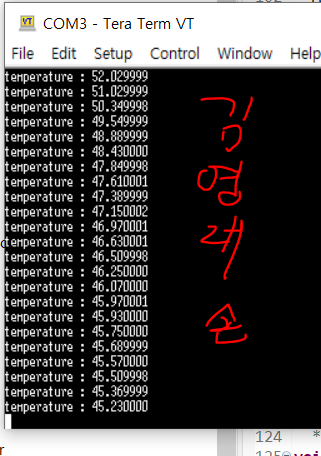 COM3 - Tera Term VT
File Edit Setup Control Window Help
temperature : 52.029999
temperature : 51.029999
temperature : 50.349998
temperature : 49.549999
temperature : 48.889999
temperature : 48.430000
temperature : 47.849998
temperature : 47.610001
temperature : 47.389999
temperature : 47.150002
temperature : 46.970001
temperature : 46.630001
temperature : 46.509998
temperature : 46.250000
temperature : 46.070000
temperature : 45.970001
temperature : 45.930000
temperature : 45.750000
temperature : 45.689999
temperature : 45.570000
temperature : 45.509998
temperature : 45.369999
temperature : 45.230000
김
영
래
손
124